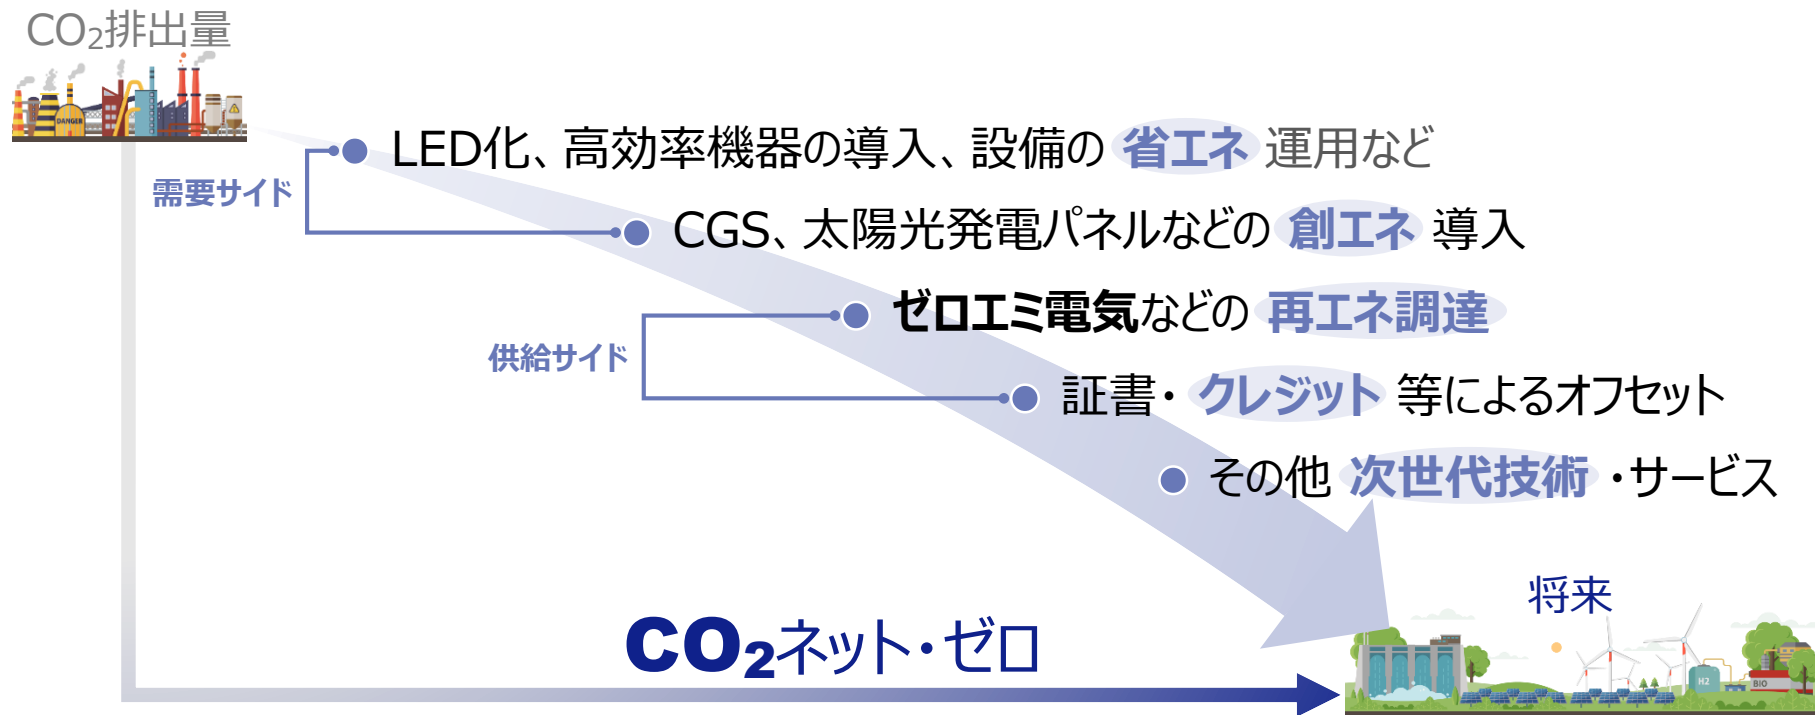 CO₂排出量
DANGER
LED化、高効率機器の導入、設備の 省エネ 運用など
需要サイド
CGS、太陽光発電パネルなどの 創エネ 導入
ゼロエミ電気などの 再エネ調達
供給サイド
証書・ クレジット 等によるオフセット
その他 次世代技術 ・サービス
将来
CO₂ネット・ゼロ
H2
BIO